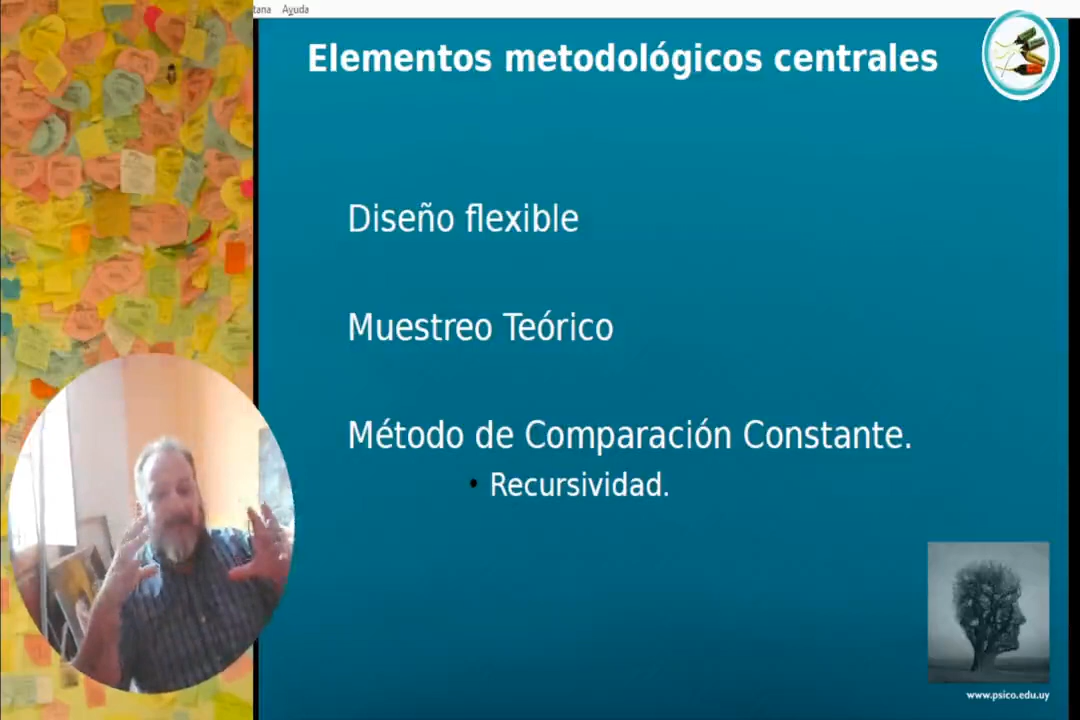 tana Ayuda
Elementos metodológicos centrales
Diseño flexible
Muestreo Teórico
Método de Comparación Constante.
• Recursividad.
www.psico.edu.uy